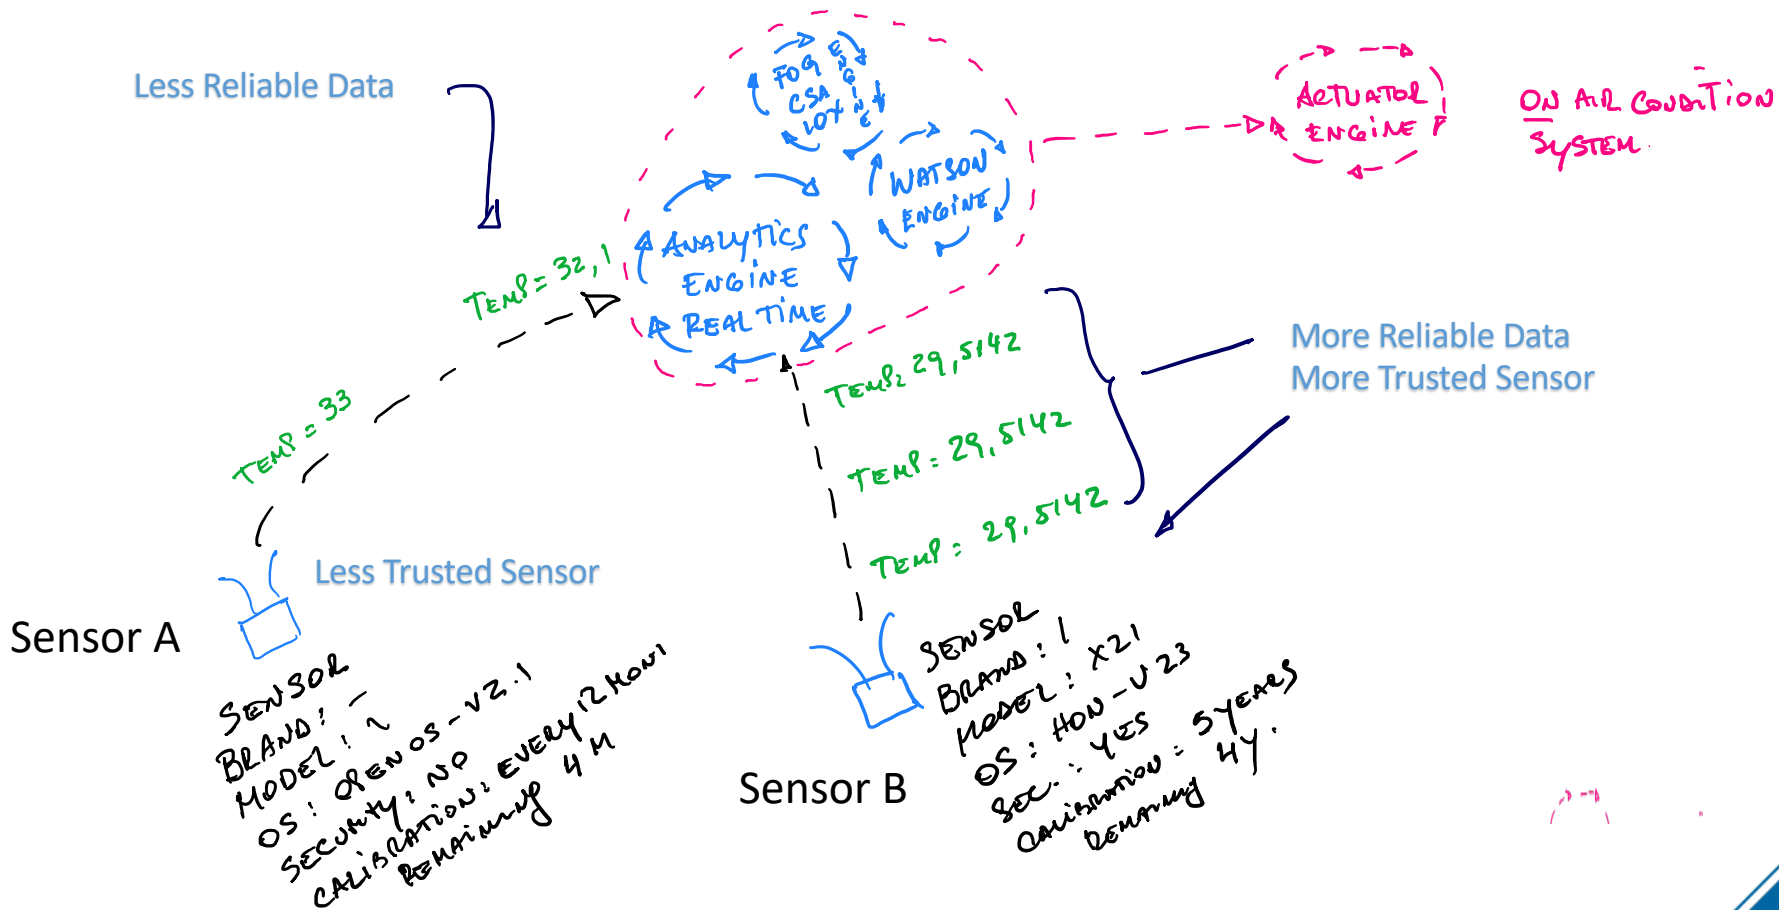 Less Reliable Data
FOG
CSA
IOX
ENGINE
WATSON
ENGINE
ANALYTICS
ENGINE
REAL TIME
ACTUATOR
ENGINE
ON AIR CONDITION
SYSTEM.
TEMP = 32,1
TEMP = 33
TEMP= 29,5142
TEMP = 29,5142
TEMP = 29,5142
More Reliable Data
More Trusted Sensor
Less Trusted Sensor
Sensor A
SENSOR
BRAND: -
MODEL: ~
OS: OPEN OS - V2.1
SECURITY: NO
CALIBRATION: EVERY 12 MONT
REMAINING 4 M
Sensor B
SENSOR
BRAND: 1
MODEL: X21
OS: HON - V23
SEC.: YES
CALIBRATION = 5 YEARS
REMAINING 4Y.